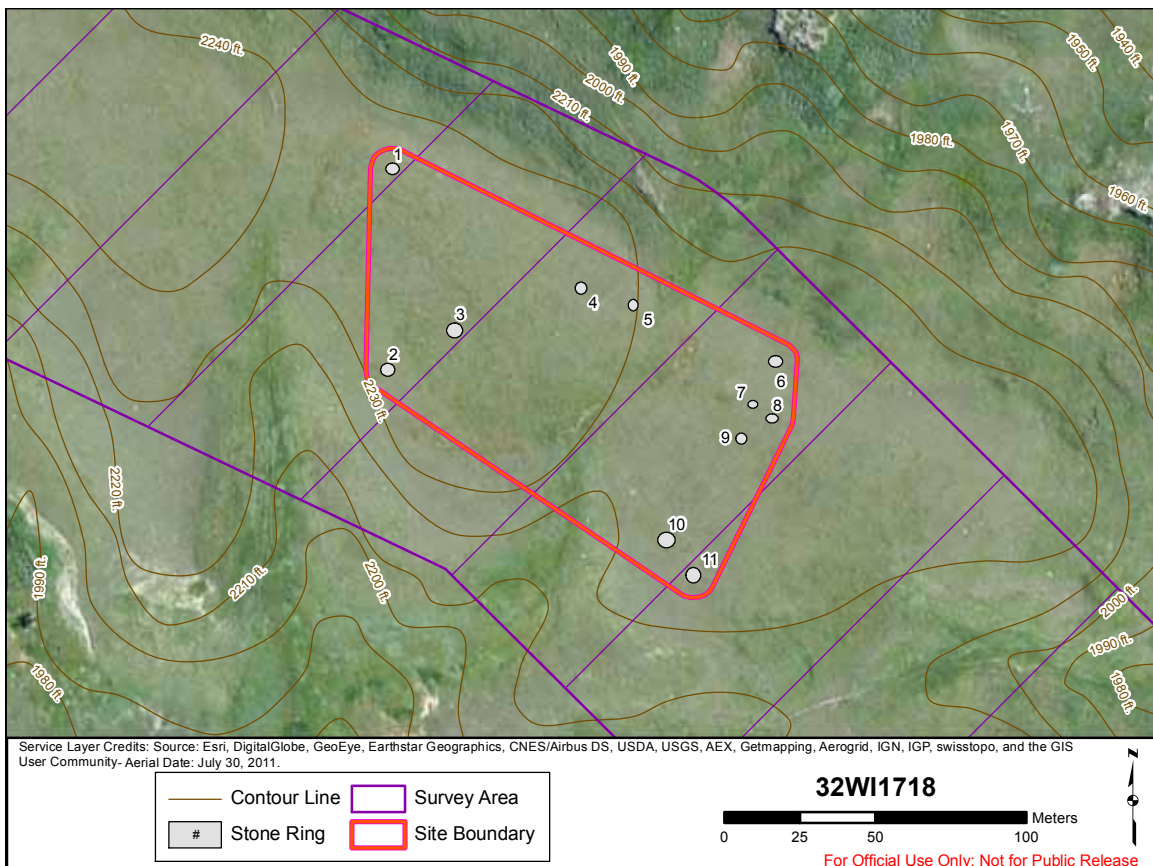 2240 ft.
1990 ft.
2000 ft.
2210 ft.
1950 ft.
1940 ft.
1980 ft.
1970 ft.
1960 ft.
1
2
3
4
5
6
7
8
9
10
11
2230 ft.
2220 ft.
2210 ft.
2200 ft.
1990 ft.
1980 ft.
2000 ft.
1990 ft.
1980 ft.
Service Layer Credits: Source: Esri, DigitalGlobe, GeoEye, Earthstar Geographics, CNES/Airbus DS, USDA, USGS, AEX, Getmapping, Aerogrid, IGN, IGP, swisstopo, and the GIS
User Community- Aerial Date: July 30, 2011.
Contour Line
Survey Area
# Stone Ring
Site Boundary
32WI1718
N
Meters
0 25 50 100
For Official Use Only: Not for Public Release